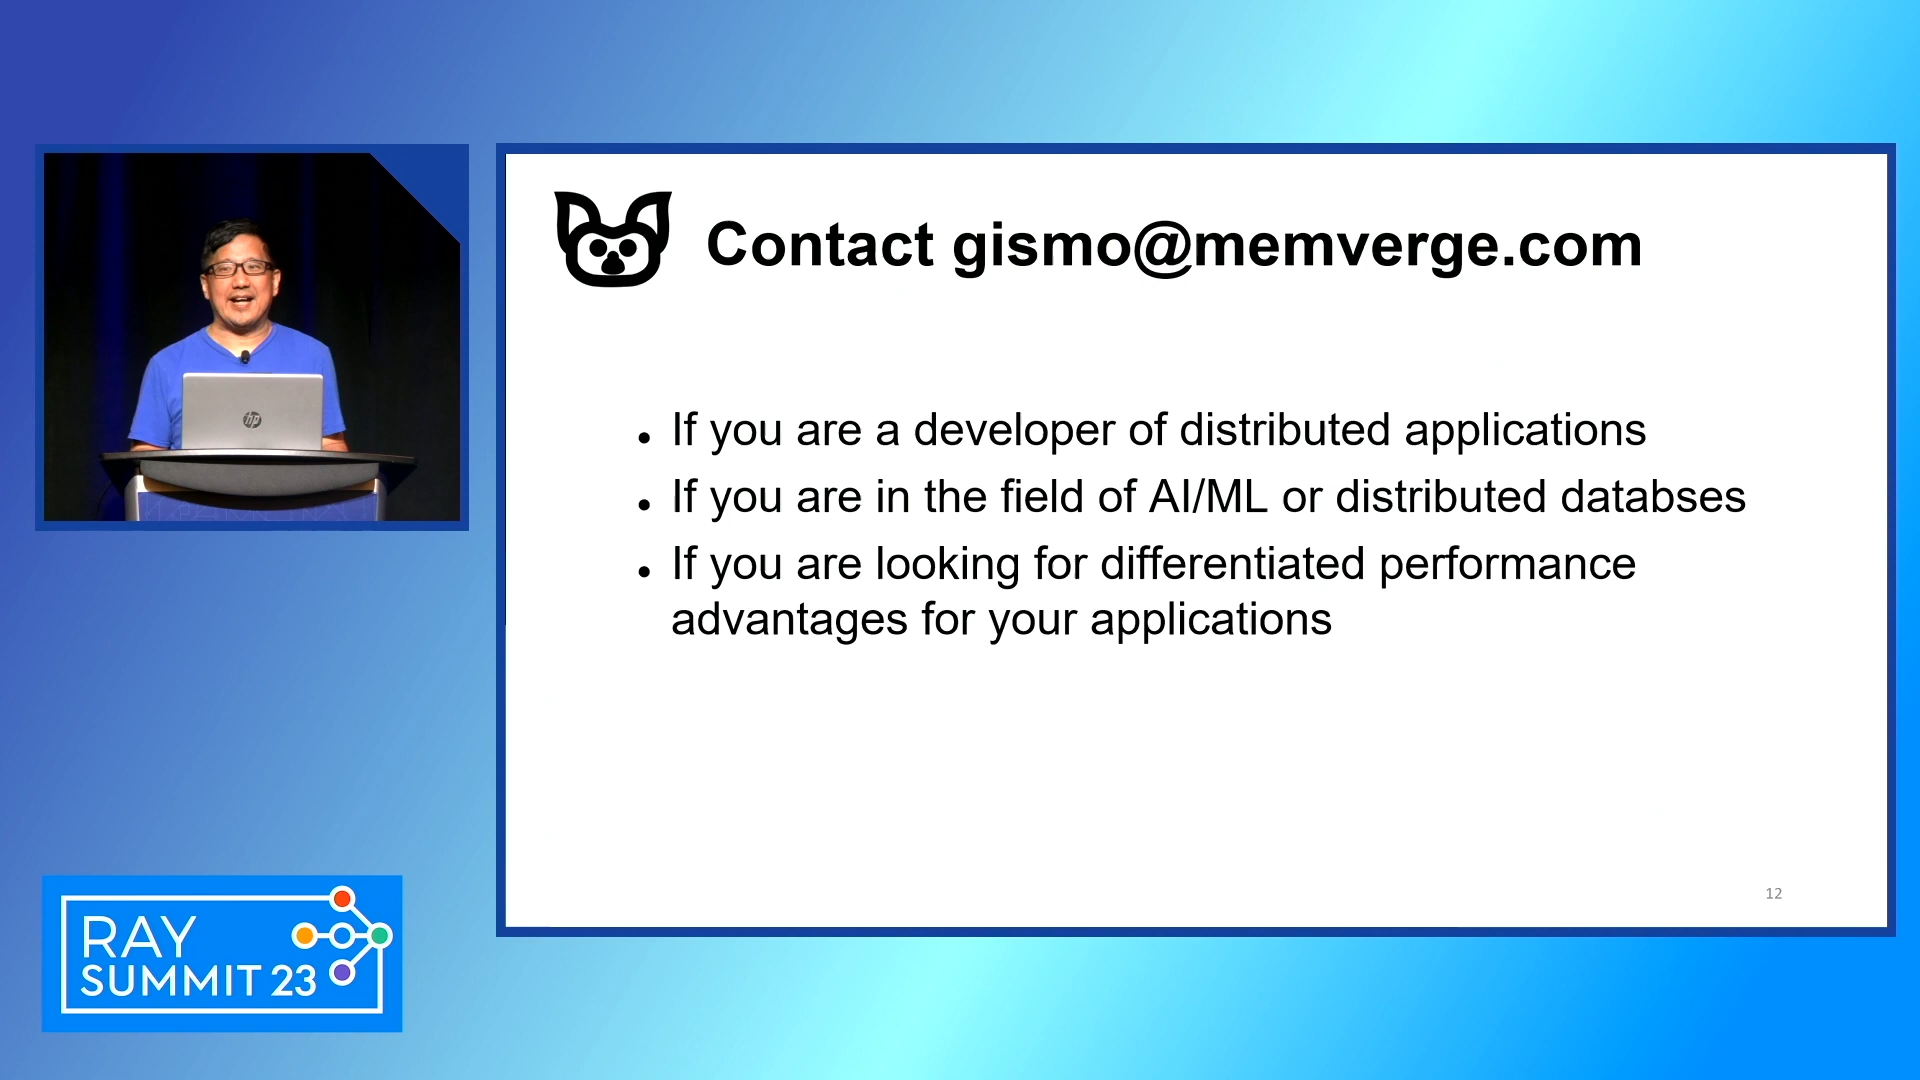 Contact gismo@memverge.com
• If you are a developer of distributed applications
• If you are in the field of AI/ML or distributed databses
• If you are looking for differentiated performance
advantages for your applications
12
hp
RAY
SUMMIT 23